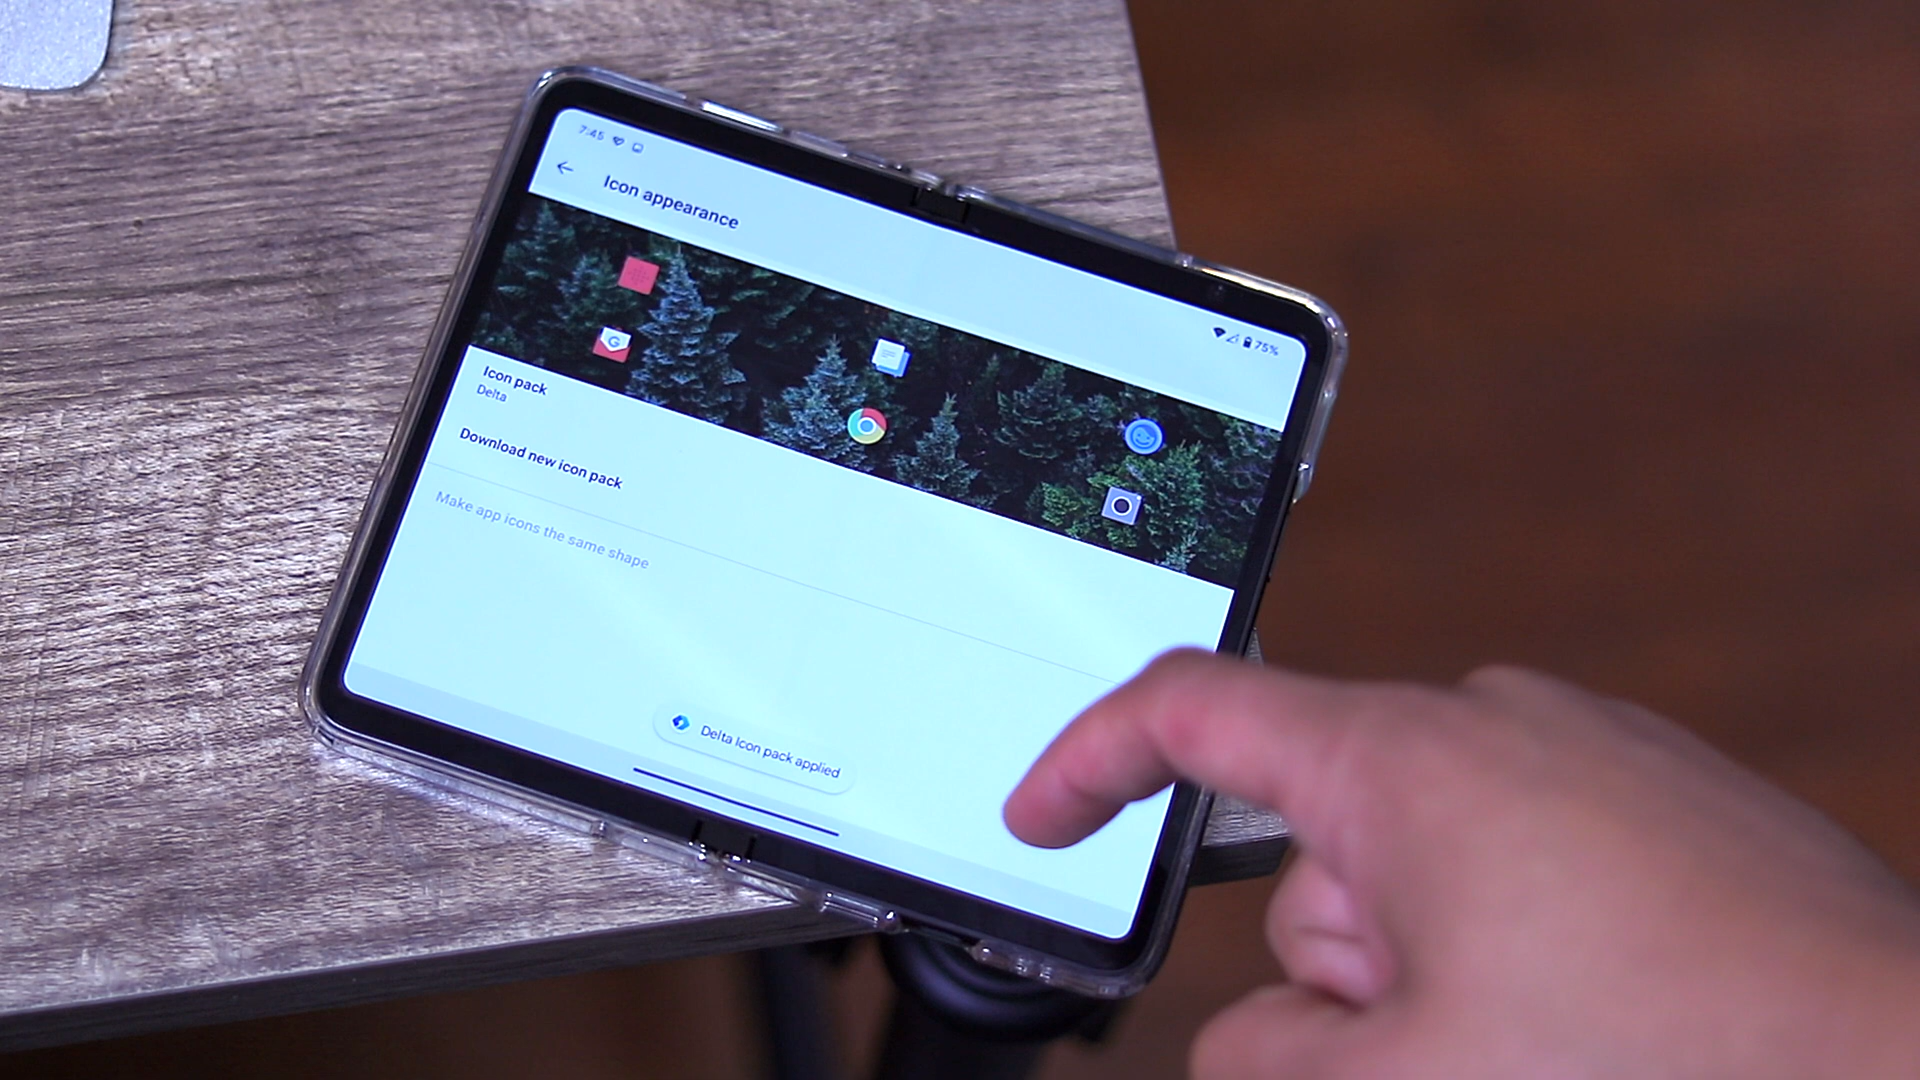 7:45
75%
Icon appearance
G
Icon pack
Delta
Download new icon pack
Make app icons the same shape
Delta Icon pack applied